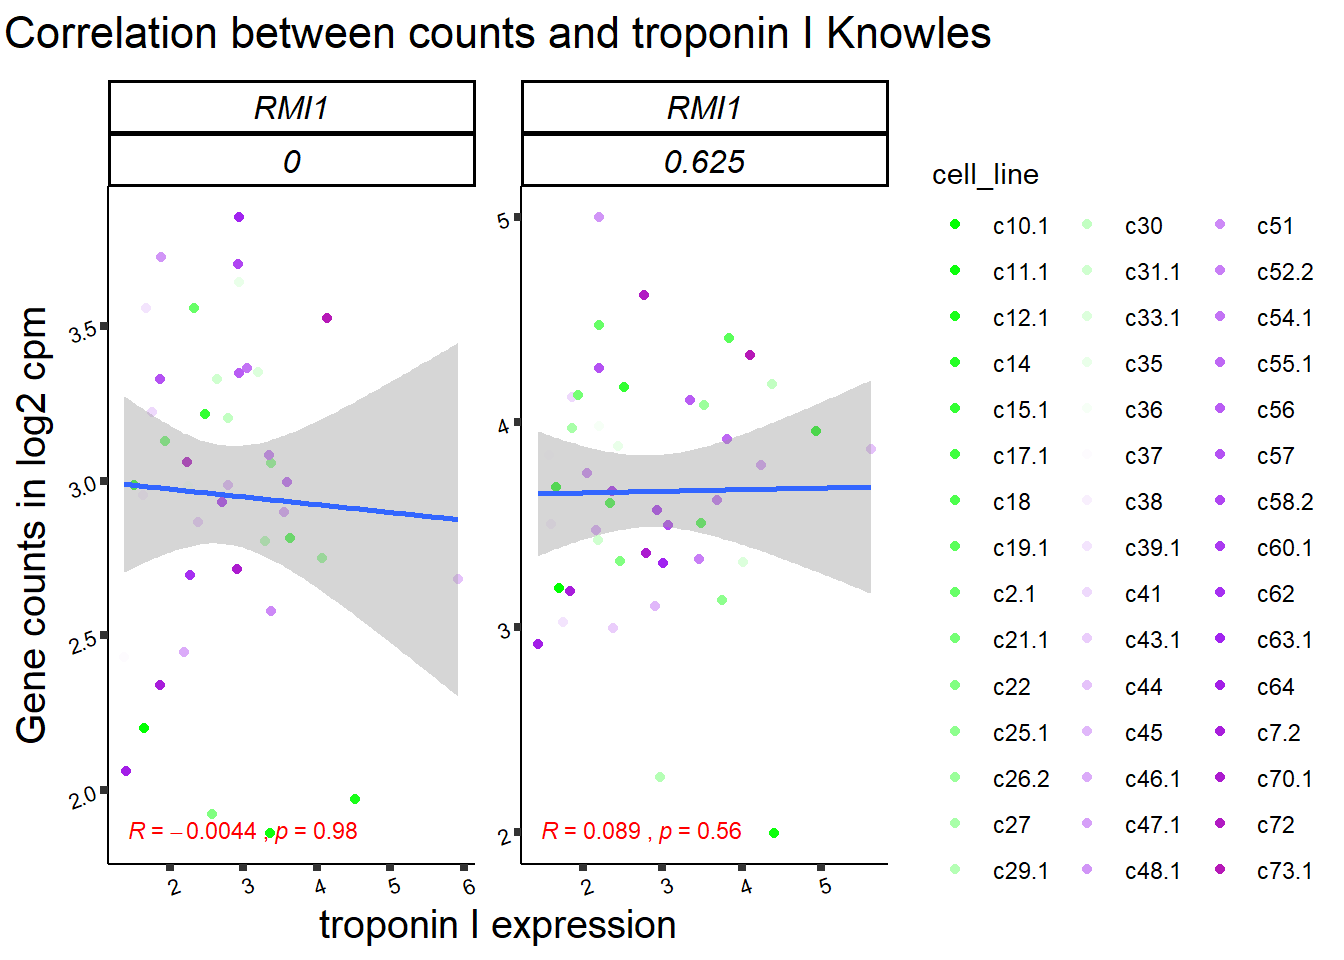 Correlation between counts and troponin I Knowles
RMI1
0
RMI1
0.625
Gene counts in log2 cpm
3.5
3.0
2.5
2.0
R = −0.0044 , p = 0.98
2 3 4 5 6
5
4
3
2
R = 0.089 , p = 0.56
2 3 4 5
troponin I expression
cell_line
c10.1 c30 c51
c11.1 c31.1 c52.2
c12.1 c33.1 c54.1
c14 c35 c55.1
c15.1 c36 c56
c17.1 c37 c57
c18 c38 c58.2
c19.1 c39.1 c60.1
c2.1 c41 c62
c21.1 c43.1 c63.1
c22 c44 c64
c25.1 c45 c7.2
c26.2 c46.1 c70.1
c27 c47.1 c72
c29.1 c48.1 c73.1